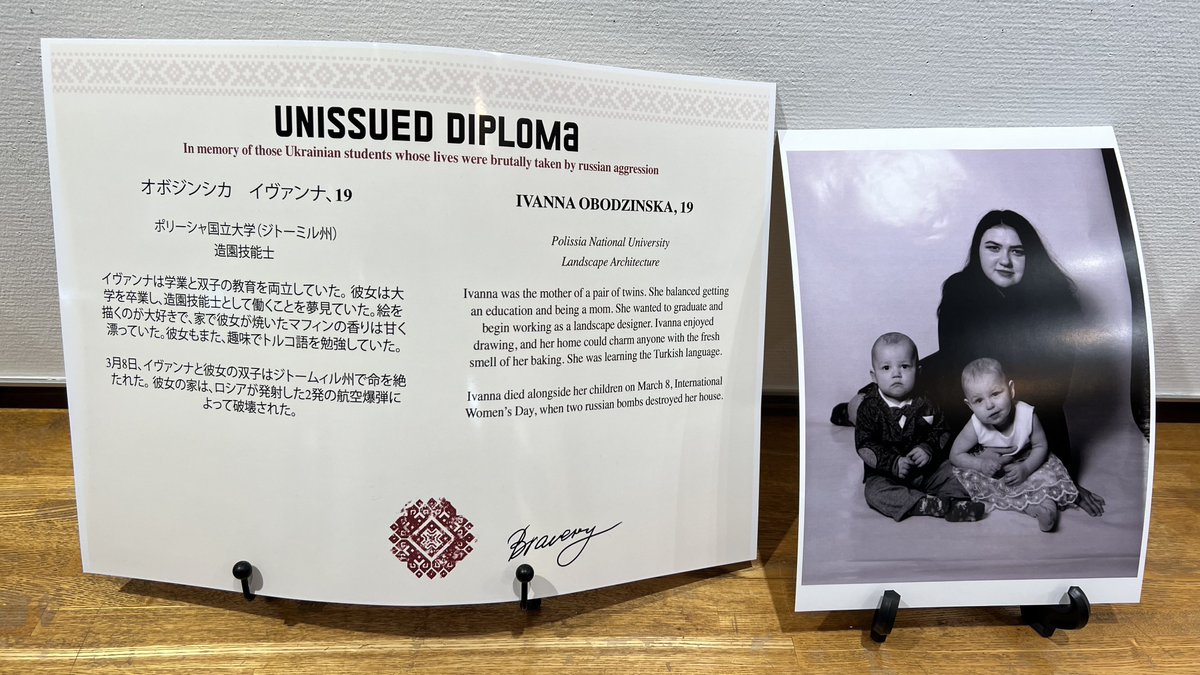 UNISSUED DIPLOMA
In memory of those Ukrainian students whose lives were brutally taken by russian aggression
オボジンシカ　イヴァンナ、19
ポリーシャ国立大学（ジトーミル州）
造園技能士
イヴァンナは学業と双子の教育を両立していた。彼女は大
学を卒業し、造園技能士として働くことを夢見ていた。絵を
描くのが大好きで、家で彼女が焼いたマフィンの香りは甘く
漂っていた。彼女もまた、趣味でトルコ語を勉強していた。
3月8日、イヴァンナと彼女の双子はジトームィル州で命を絶
たれた。彼女の家は、ロシアが発射した2発の航空爆弾に
よって破壊された。
IVANNA OBODZINSKA, 19
Polissia National University
Landscape Architecture
Ivanna was the mother of a pair of twins. She balanced getting
an education and being a mom. She wanted to graduate and
begin working as a landscape designer. Ivanna enjoyed
drawing, and her home could charm anyone with the fresh
smell of her baking. She was learning the Turkish language.
Ivanna died alongside her children on March 8, International
Women's Day, when two russian bombs destroyed her house.
Bravery